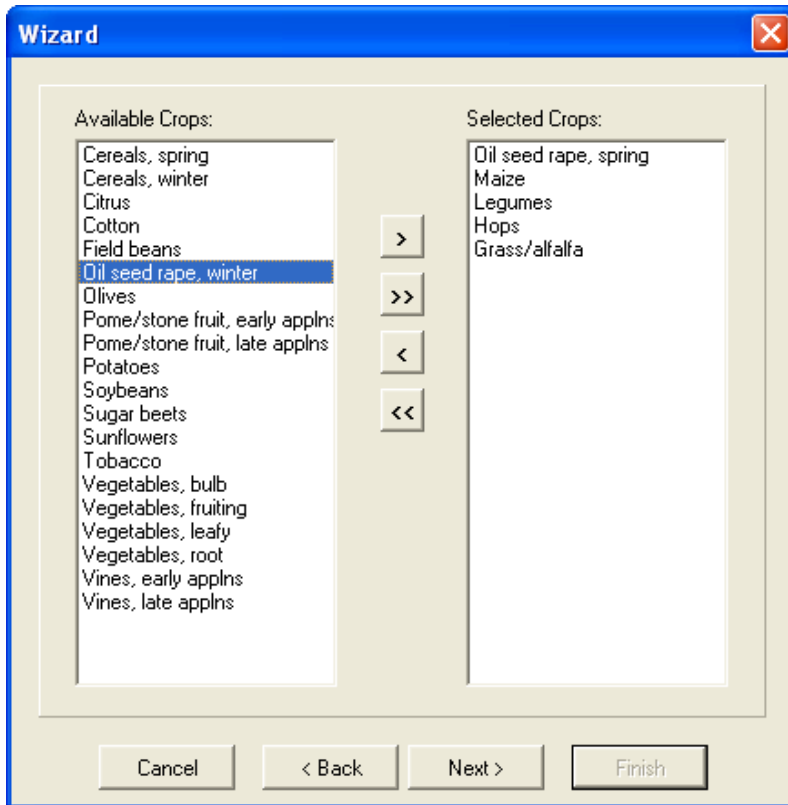 Wizard
Available Crops:
Cereals, spring
Cereals, winter
Citrus
Cotton
Field beans
Oil seed rape, winter
Olives
Pome/stone fruit, early applns
Pome/stone fruit, late applns
Potatoes
Soybeans
Sugar beets
Sunflowers
Tobacco
Vegetables, bulb
Vegetables, fruiting
Vegetables, leafy
Vegetables, root
Vines, early applns
Vines, late applns
>
>>
<
<<
Selected Crops:
Oil seed rape, spring
Maize
Legumes
Hops
Grass/alfalfa
Cancel
< Back
Next >
Finish